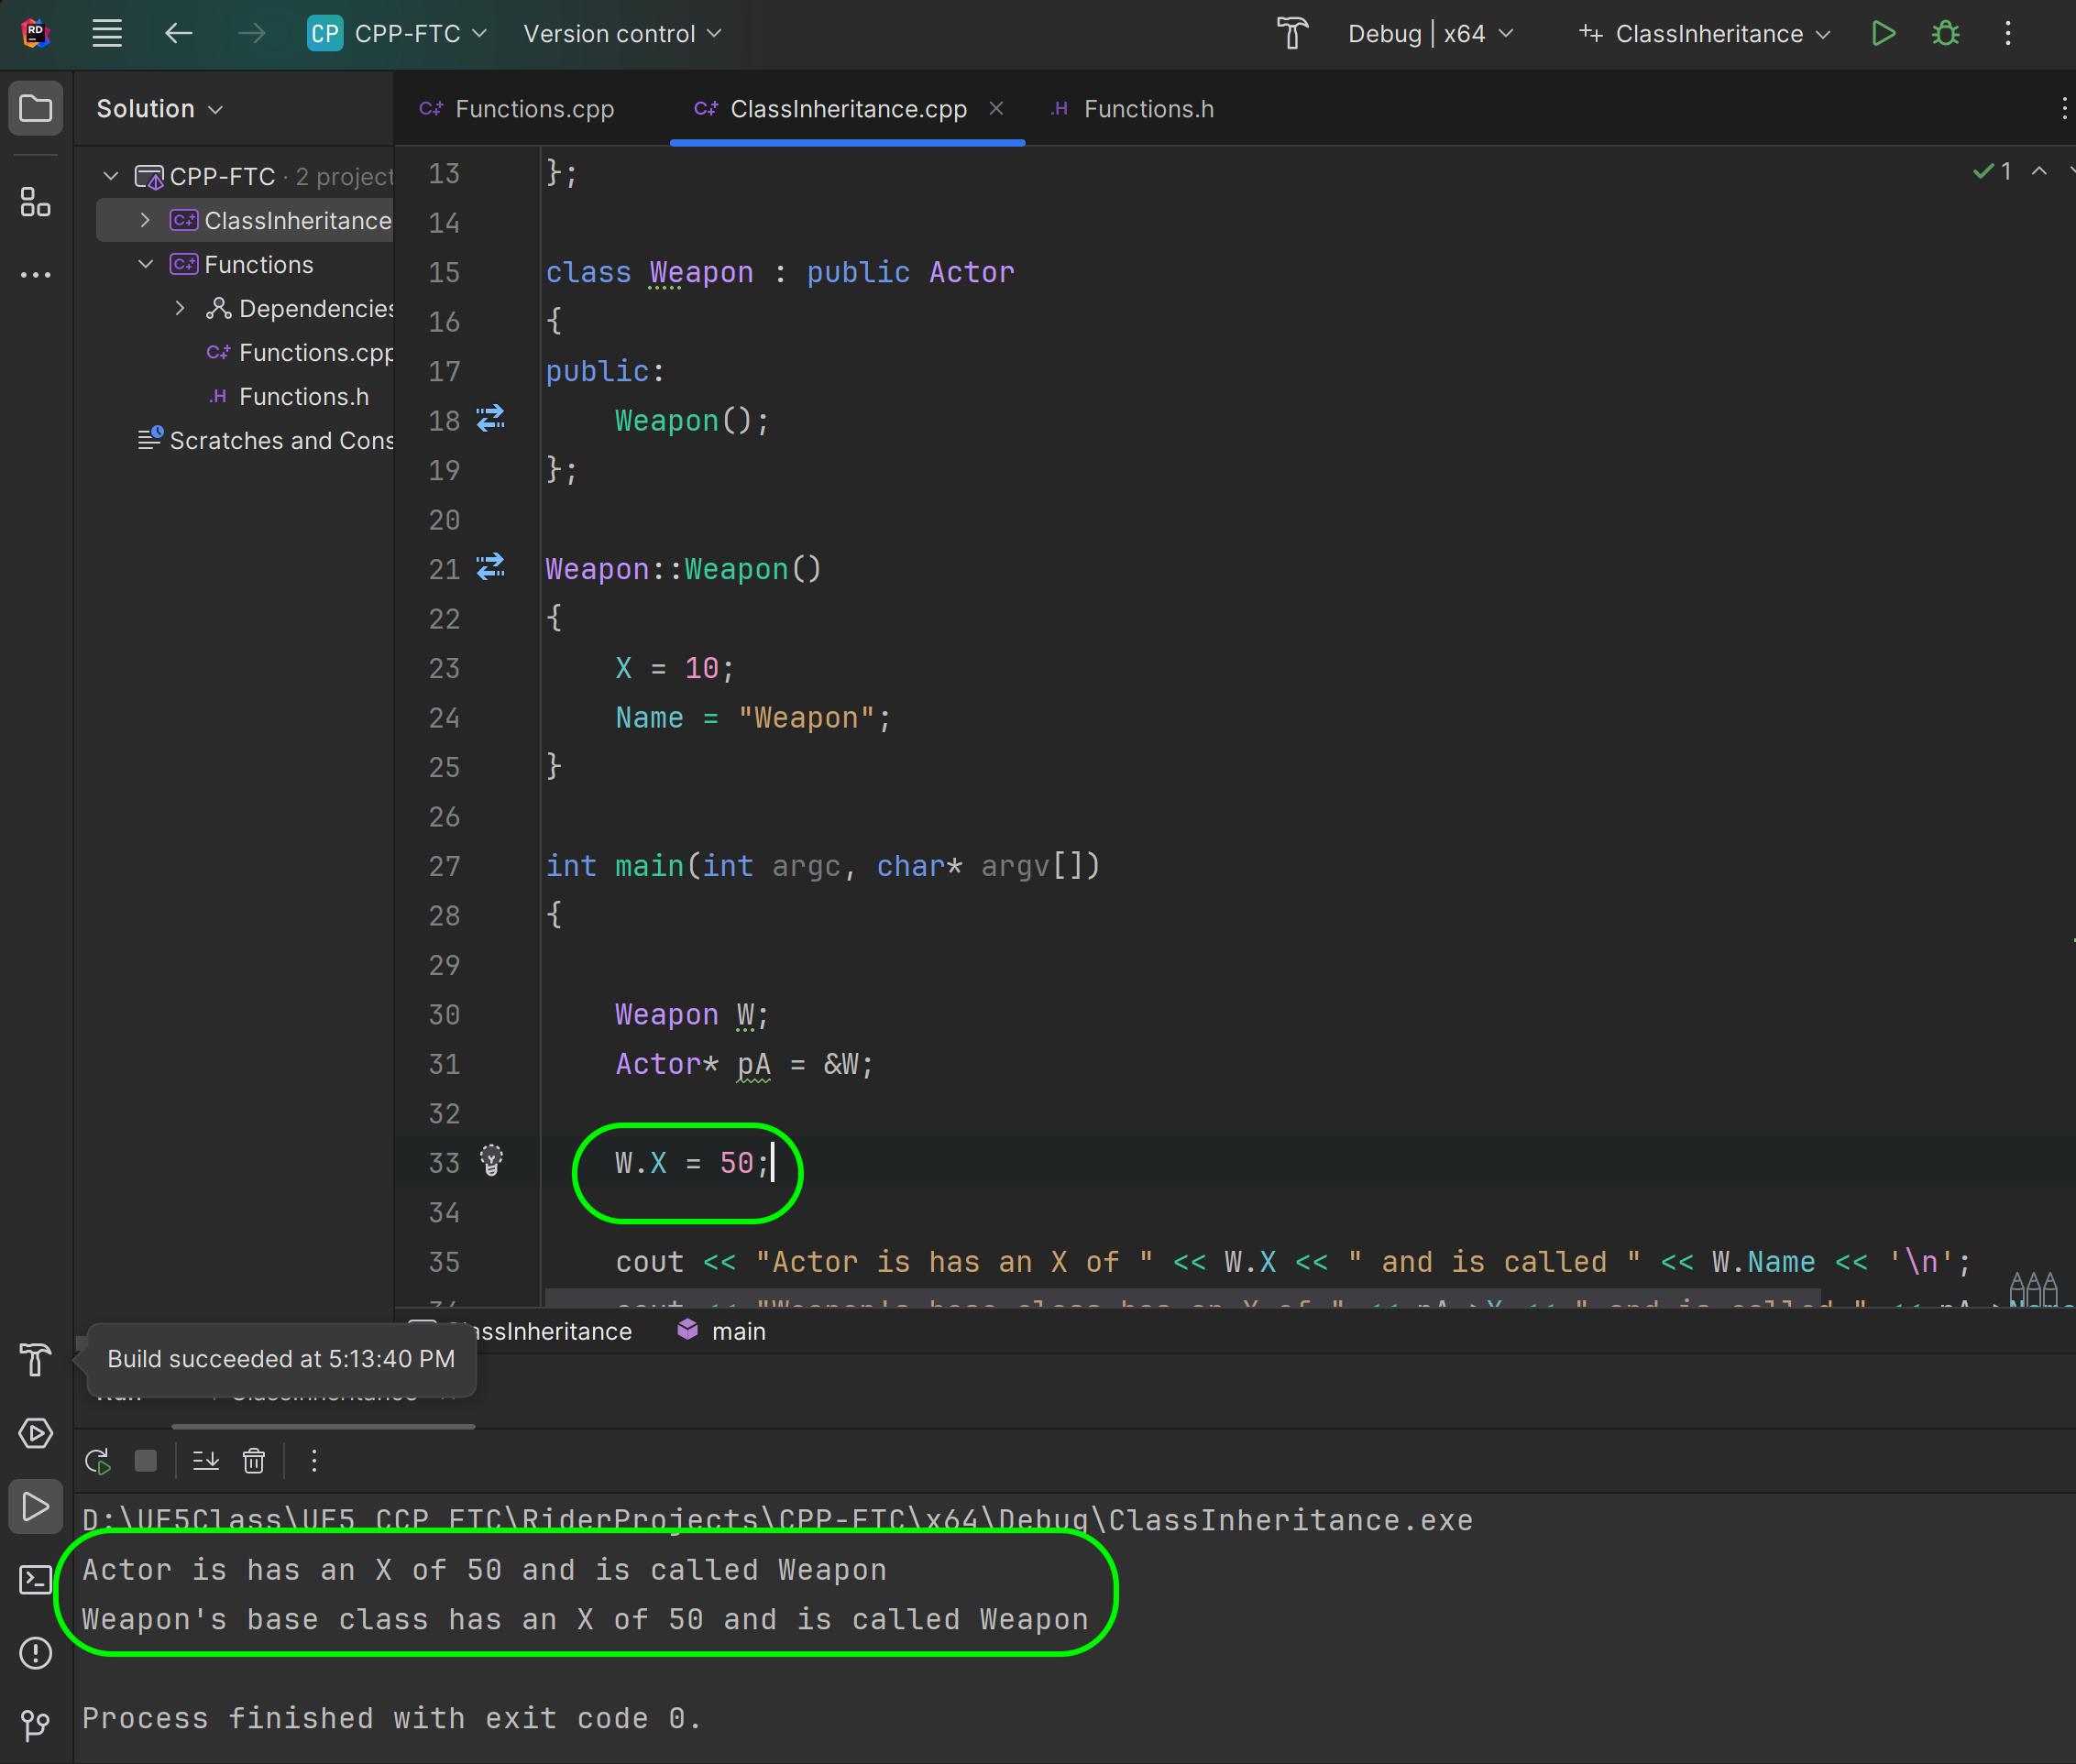 RD
CP CPP-FTC Version control Debug | x64 ClassInheritance
Solution
C++ Functions.cpp C++ ClassInheritance.cpp × .H Functions.h
CPP-FTC · 2 project
C++ ClassInheritance
C++ Functions
Dependencies
C++ Functions.cpp
.H Functions.h
Scratches and Cons
1
13 };
14
15 class Weapon : public Actor
16 {
17 public:
18 Weapon();
19 };
20
21 Weapon::Weapon()
22 {
23 X = 10;
24 Name = "Weapon";
25 }
26
27 int main(int argc, char* argv[])
28 {
29
30 Weapon W;
31 Actor* pA = &W;
32
33 W.X = 50;
34
35 cout << "Actor is has an X of " << W.X << " and is called " << W.Name << '\n';
ClassInheritance main
Build succeeded at 5:13:40 PM
D:\UE5Class\UE5_CCP_FTC\RiderProjects\CPP-FTC\x64\Debug\ClassInheritance.exe
Actor is has an X of 50 and is called Weapon
Weapon's base class has an X of 50 and is called Weapon
Process finished with exit code 0.